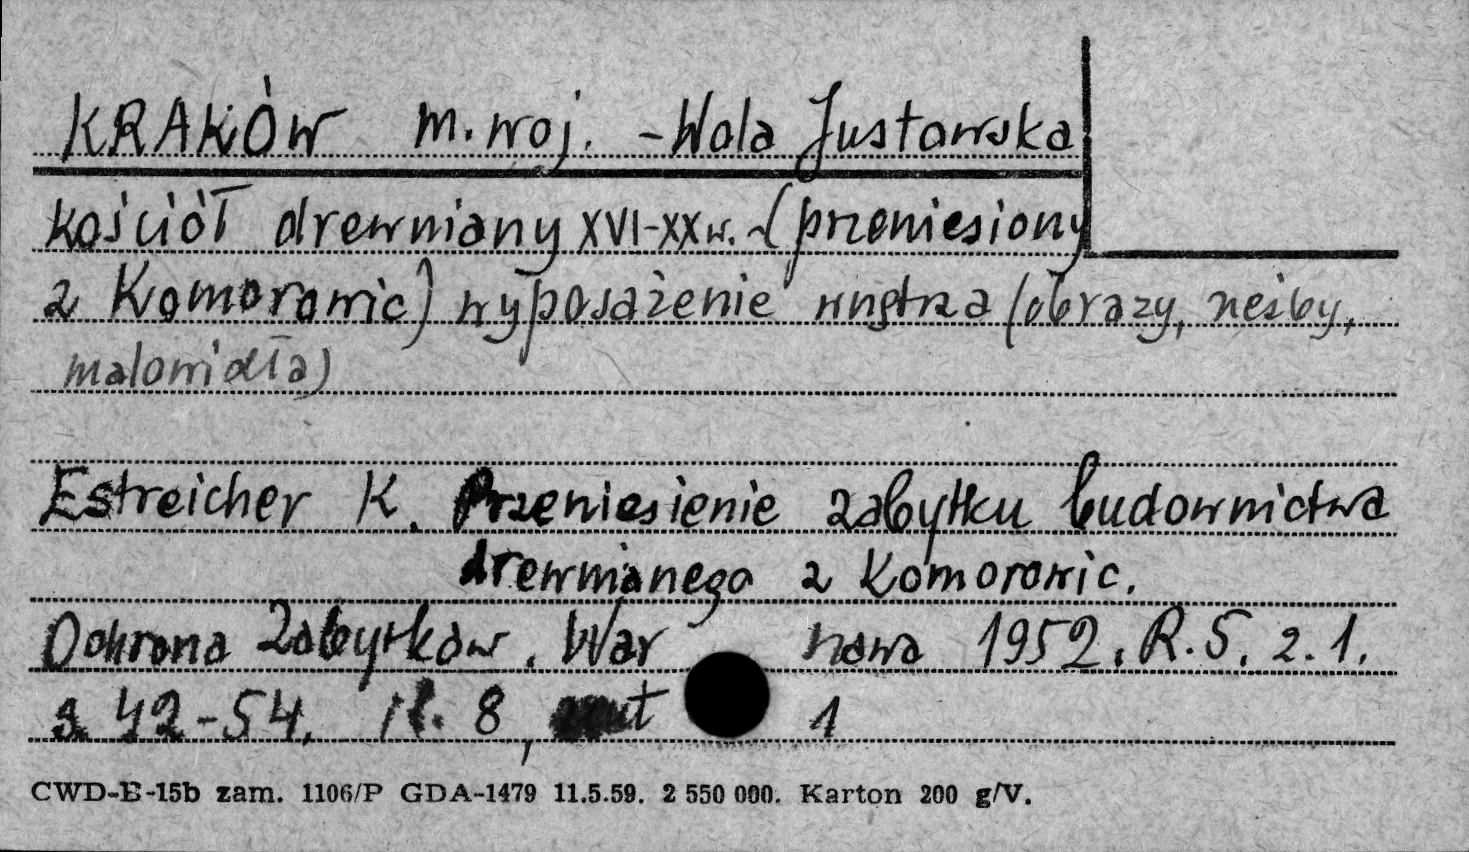 KRAKÓW m. woj. - Wola Justowska
kościół drewniany XVI-XX w. (przeniesiony
z Komorowic) wyposażenie wnętrza (obrazy, rzeźby,
malowidła)
Estreicher K. Przeniesienie zabytku budownictwa
drewnianego z Komorowic.
Ochrona Zabytków. War szawa 1952. R.5. z. 1.
s. 42-54, il. 8, 1
CWD-E-15b zam. 1106/P GDA-1479 11.5.59. 2 550 000. Karton 200 g/V.